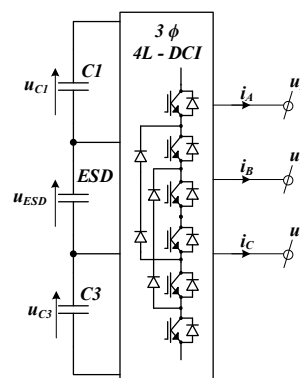 3 ϕ
4L - DCI
C1
u_C1
i_A
u
ESD
u_ESD
i_B
u
C3
u_C3
i_C
u